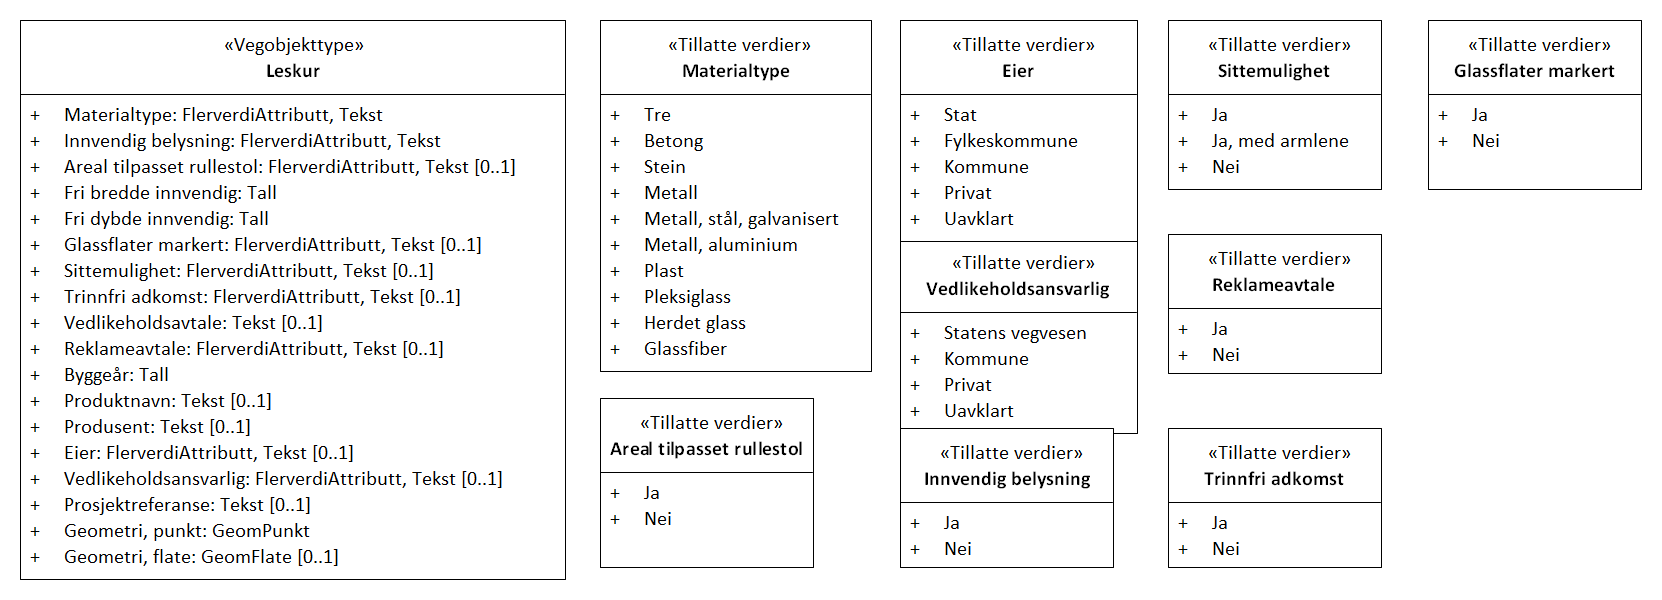 «Vegobjekttype»
Leskur
+ Materialtype: FlerverdiAttributt, Tekst
+ Innvendig belysning: FlerverdiAttributt, Tekst
+ Areal tilpasset rullestol: FlerverdiAttributt, Tekst [0..1]
+ Fri bredde innvendig: Tall
+ Fri dybde innvendig: Tall
+ Glassflater markert: FlerverdiAttributt, Tekst [0..1]
+ Sittemulighet: FlerverdiAttributt, Tekst [0..1]
+ Trinnfri adkomst: FlerverdiAttributt, Tekst [0..1]
+ Vedlikeholdsavtale: Tekst [0..1]
+ Reklameavtale: FlerverdiAttributt, Tekst [0..1]
+ Byggeår: Tall
+ Produktnavn: Tekst [0..1]
+ Produsent: Tekst [0..1]
+ Eier: FlerverdiAttributt, Tekst [0..1]
+ Vedlikeholdsansvarlig: FlerverdiAttributt, Tekst [0..1]
+ Prosjektreferanse: Tekst [0..1]
+ Geometri, punkt: GeomPunkt
+ Geometri, flate: GeomFlate [0..1]
«Tillatte verdier»
Materialtype
+ Tre
+ Betong
+ Stein
+ Metall
+ Metall, stål, galvanisert
+ Metall, aluminium
+ Plast
+ Pleksiglass
+ Herdet glass
+ Glassfiber
«Tillatte verdier»
Areal tilpasset rullestol
+ Ja
+ Nei
«Tillatte verdier»
Eier
+ Stat
+ Fylkeskommune
+ Kommune
+ Privat
+ Uavklart
«Tillatte verdier»
Vedlikeholdsansvarlig
+ Statens vegvesen
+ Kommune
+ Privat
+ Uavklart
«Tillatte verdier»
Innvendig belysning
+ Ja
+ Nei
«Tillatte verdier»
Sittemulighet
+ Ja
+ Ja, med armlene
+ Nei
«Tillatte verdier»
Reklameavtale
+ Ja
+ Nei
«Tillatte verdier»
Trinnfri adkomst
+ Ja
+ Nei
«Tillatte verdier»
Glassflater markert
+ Ja
+ Nei